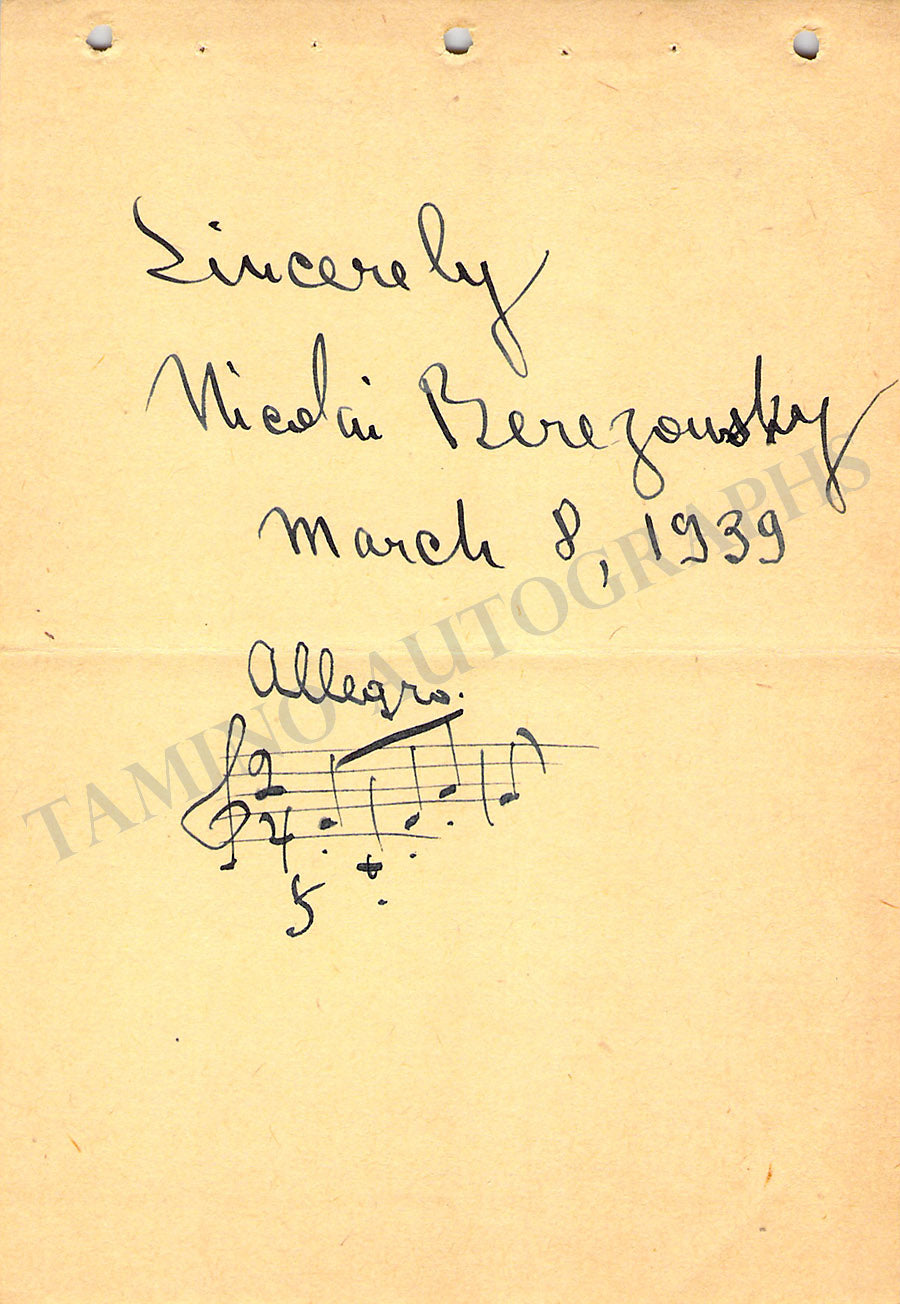 Sincerely
Nicolai Berezowsky
March 8, 1939
Allegro.
2
4
5
TAMINO AUTOGRAPHS